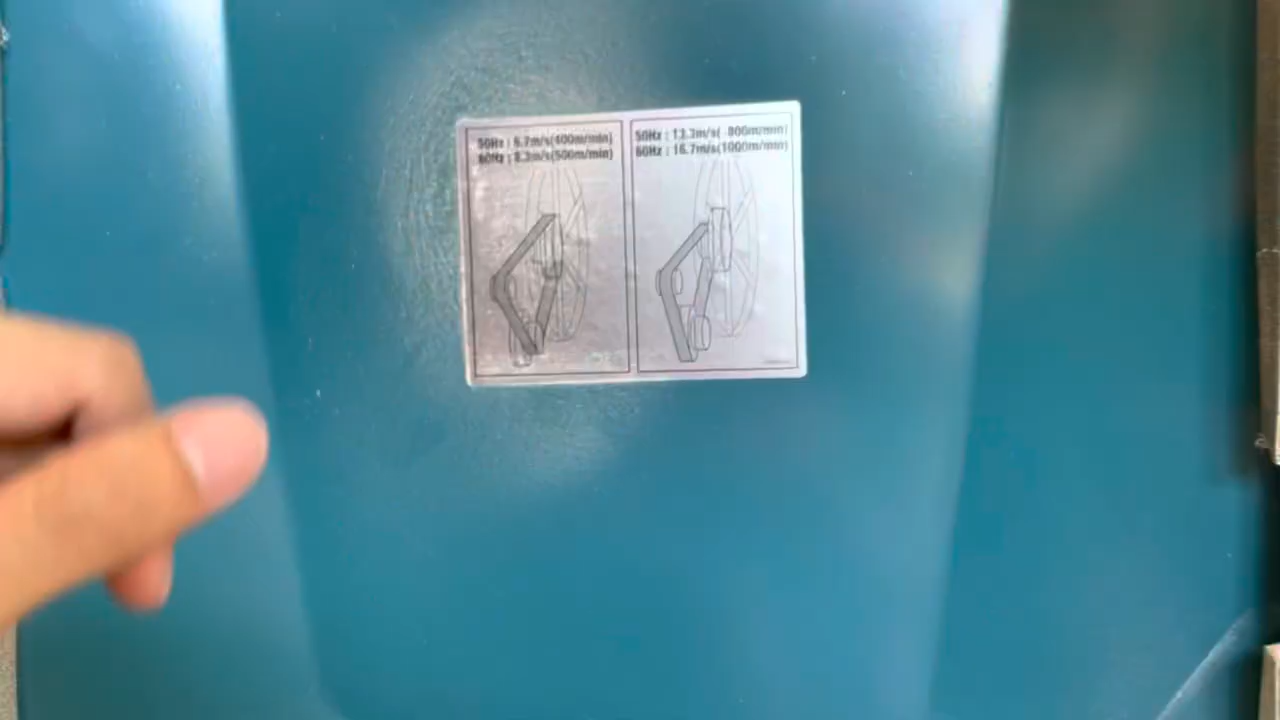 50Hz : 6.7m/s(400m/min)
60Hz : 8.3m/s(500m/min)
50Hz : 13.3m/s( 800m/min)
60Hz : 16.7m/s(1000m/min)